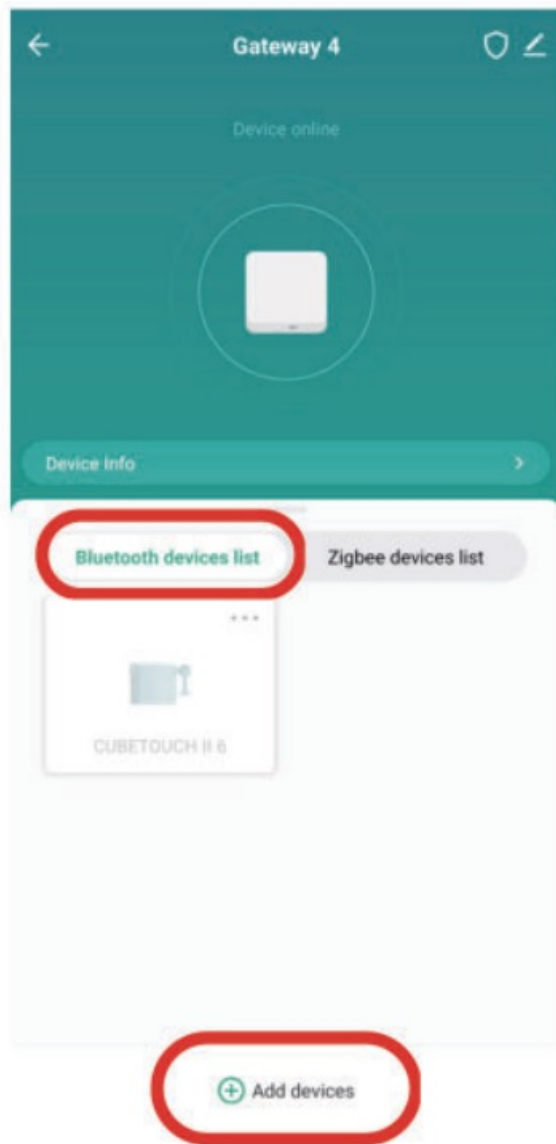 Gateway 4
Device online
Device Info
Bluetooth devices list
Zigbee devices list
CUBETOUCH II 6
Add devices